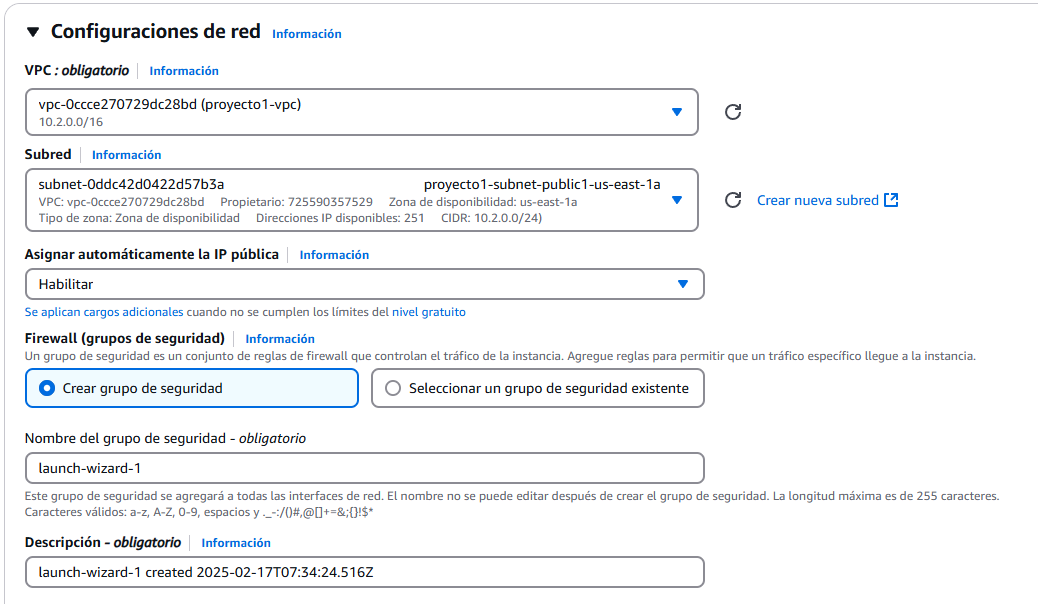 Configuraciones de red Información
VPC : obligatorio Información
vpc-0ccce270729dc28bd (proyecto1-vpc)
10.2.0.0/16
Subred Información
subnet-0ddc42d0422d57b3a proyecto1-subnet-public1-us-east-1a
VPC: vpc-0ccce270729dc28bd Propietario: 725590357529 Zona de disponibilidad: us-east-1a
Tipo de zona: Zona de disponibilidad Direcciones IP disponibles: 251 CIDR: 10.2.0.0/24)
Crear nueva subred
Asignar automáticamente la IP pública Información
Habilitar
Se aplican cargos adicionales cuando no se cumplen los límites del nivel gratuito
Firewall (grupos de seguridad) Información
Un grupo de seguridad es un conjunto de reglas de firewall que controlan el tráfico de la instancia. Agregue reglas para permitir que un tráfico específico llegue a la instancia.
Crear grupo de seguridad Seleccionar un grupo de seguridad existente
Nombre del grupo de seguridad - obligatorio
launch-wizard-1
Este grupo de seguridad se agregará a todas las interfaces de red. El nombre no se puede editar después de crear el grupo de seguridad. La longitud máxima es de 255 caracteres.
Caracteres válidos: a-z, A-Z, 0-9, espacios y ._-:/()#,@[]+=&;{}!$*
Descripción - obligatorio Información
launch-wizard-1 created 2025-02-17T07:34:24.516Z